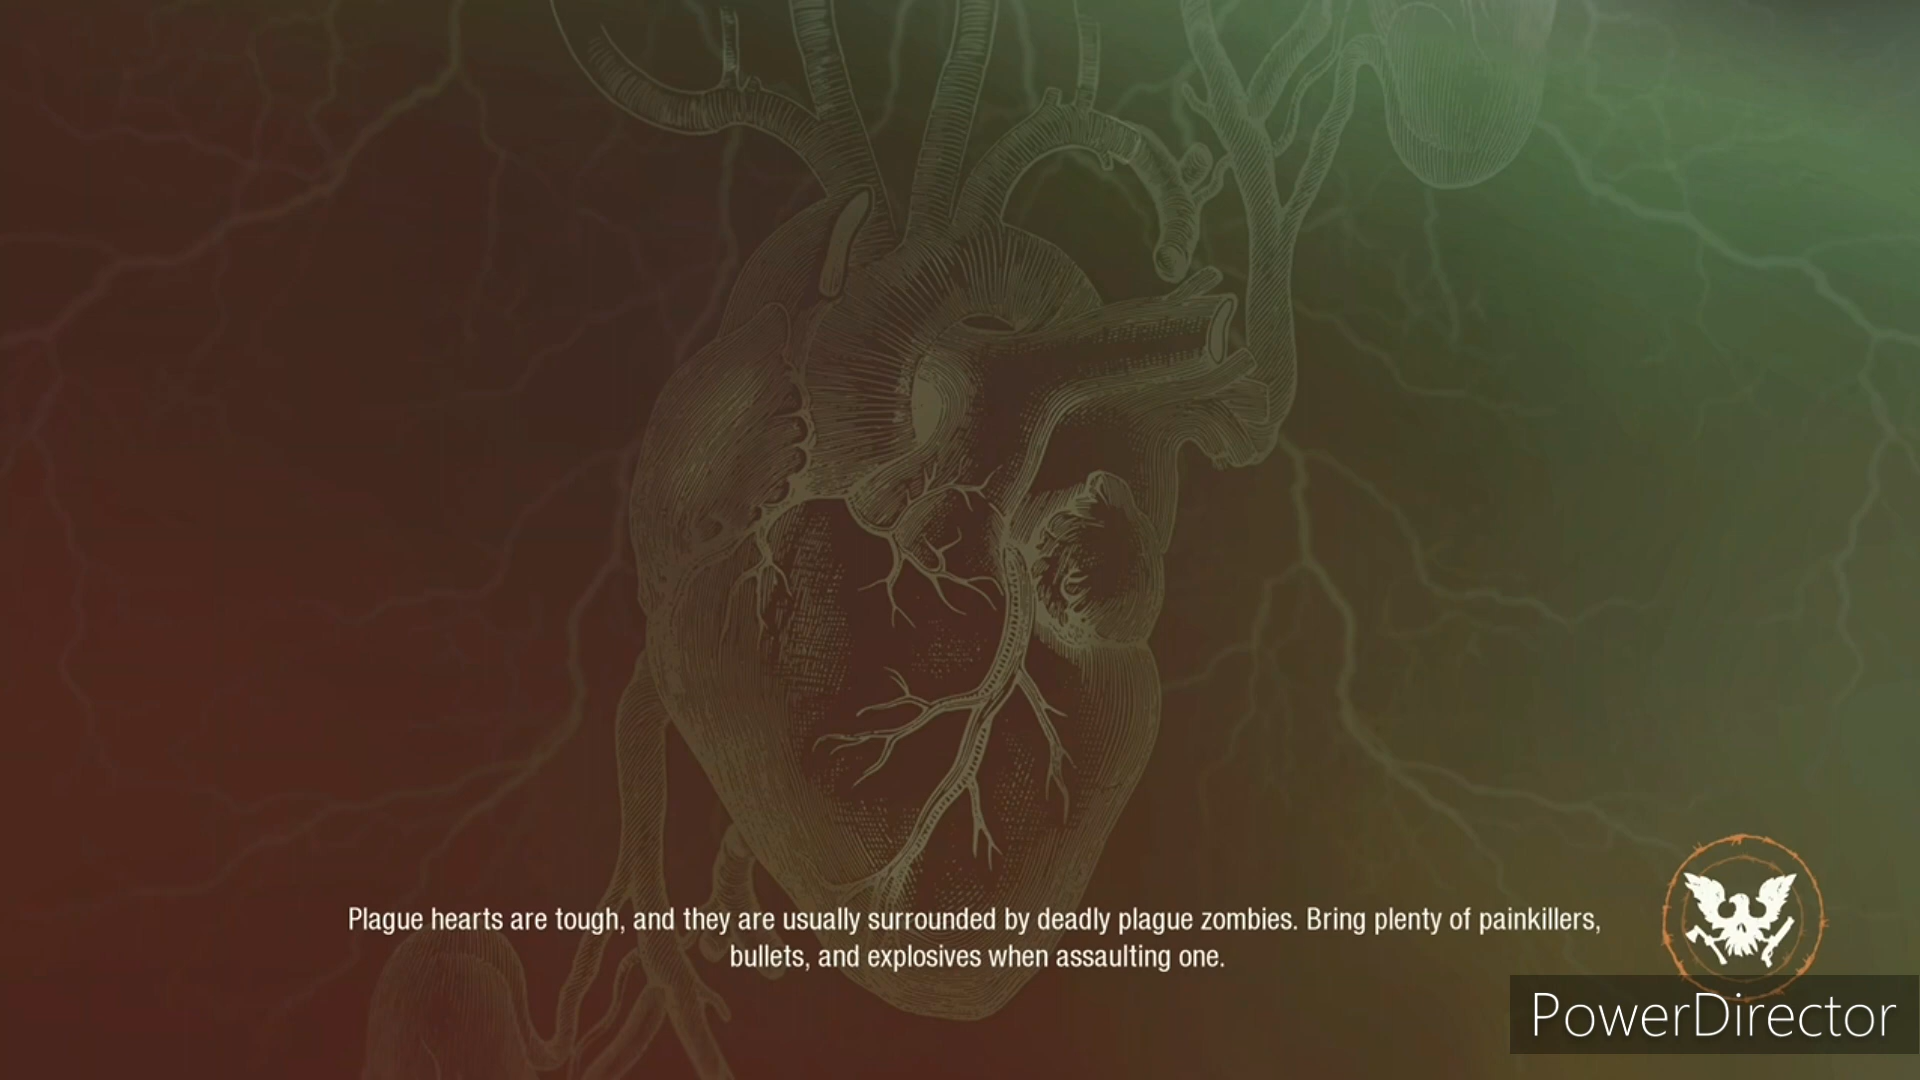 Plague hearts are tough, and they are usually surrounded by deadly plague zombies. Bring plenty of painkillers,
bullets, and explosives when assaulting one.
PowerDirector